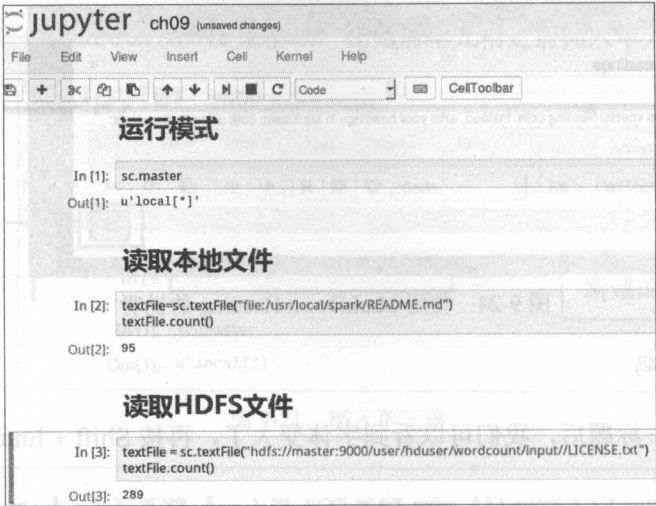 jupyter ch09 (unsaved changes)
File Edit View Insert Cell Kernel Help
Code CellToolbar
运行模式
In [1]: sc.master
Out[1]: u'local[*]'
读取本地文件
In [2]: textFile=sc.textFile("file:/usr/local/spark/README.md")
textFile.count()
Out[2]: 95
读取HDFS文件
In [3]: textFile = sc.textFile("hdfs://master:9000/user/hduser/wordcount/input//LICENSE.txt")
textFile.count()
Out[3]: 289